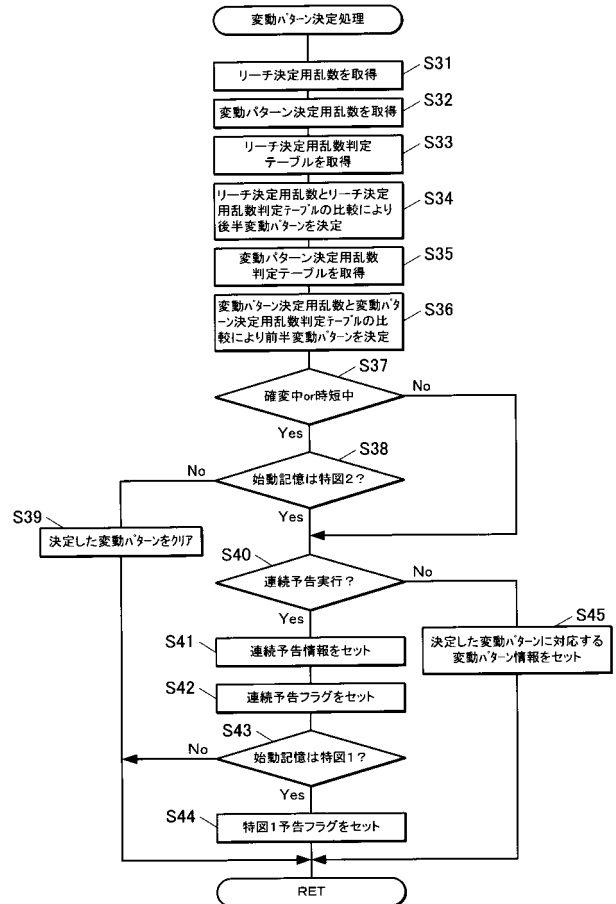 変動パターン決定処理
リーチ決定用乱数を取得
S31
変動パターン決定用乱数を取得
S32
リーチ決定用乱数判定
テーブルを取得
S33
リーチ決定用乱数とリーチ決定
用乱数判定テーブルの比較により
後半変動パターンを決定
S34
変動パターン決定用乱数
判定テーブルを取得
S35
変動パターン決定用乱数と変動パタ
ーン決定用乱数判定テーブルの比
較により前半変動パターンを決定
S36
S37
確変中or時短中
No
Yes
S38
始動記憶は特図2?
No
Yes
S39
決定した変動パターンをクリア
S40
連続予告実行?
No
Yes
S45
決定した変動パターンに対応する
変動パターン情報をセット
S41
連続予告情報をセット
S42
連続予告フラグをセット
S43
始動記憶は特図1?
No
Yes
S44
特図1予告フラグをセット
RET